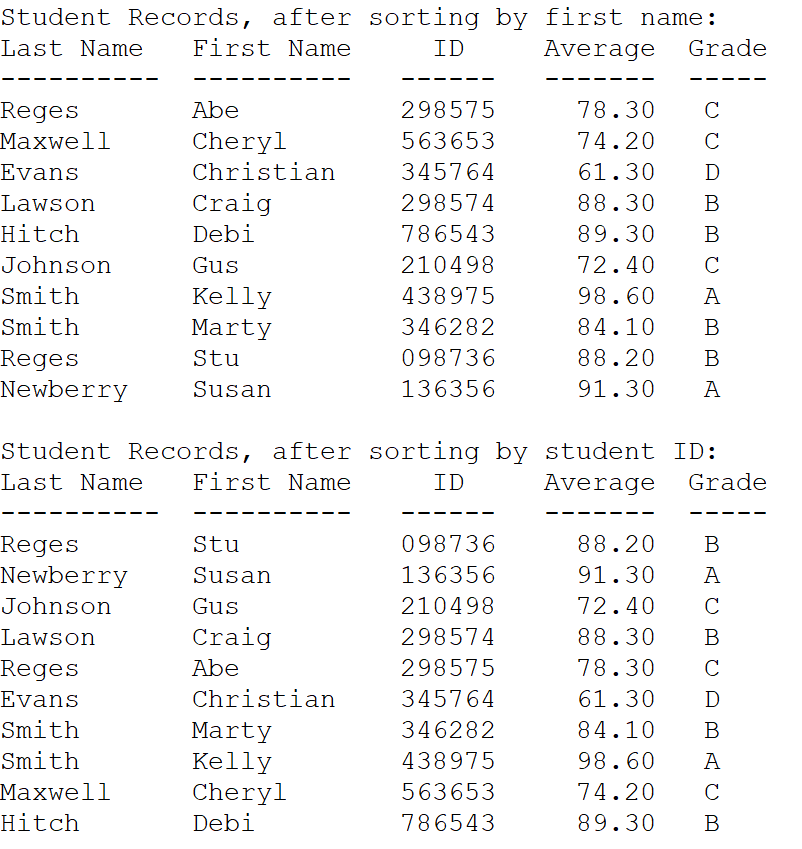 Student Records, after sorting by first name:
Last Name   First Name     ID     Average  Grade
----------  ----------   ------   -------  -----
Reges       Abe          298575     78.30   C
Maxwell     Cheryl       563653     74.20   C
Evans       Christian    345764     61.30   D
Lawson      Craig        298574     88.30   B
Hitch       Debi         786543     89.30   B
Johnson     Gus          210498     72.40   C
Smith       Kelly        438975     98.60   A
Smith       Marty        346282     84.10   B
Reges       Stu          098736     88.20   B
Newberry    Susan        136356     91.30   A

Student Records, after sorting by student ID:
Last Name   First Name     ID     Average  Grade
----------  ----------   ------   -------  -----
Reges       Stu          098736     88.20   B
Newberry    Susan        136356     91.30   A
Johnson     Gus          210498     72.40   C
Lawson      Craig        298574     88.30   B
Reges       Abe          298575     78.30   C
Evans       Christian    345764     61.30   D
Smith       Marty        346282     84.10   B
Smith       Kelly        438975     98.60   A
Maxwell     Cheryl       563653     74.20   C
Hitch       Debi         786543     89.30   B